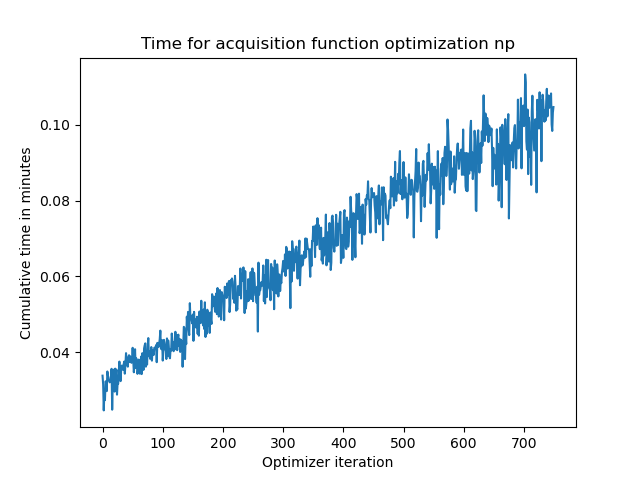 Time for acquisition function optimization np
Cumulative time in minutes
0.10
0.08
0.06
0.04
0 100 200 300 400 500 600 700
Optimizer iteration